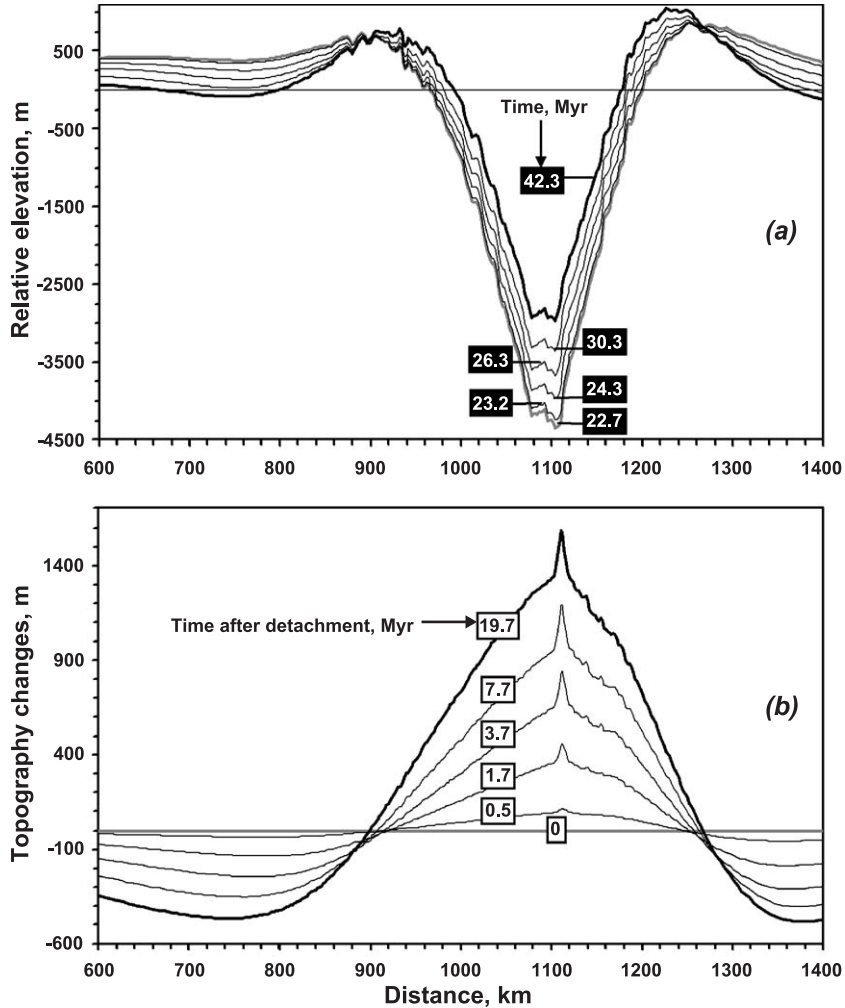 500
-500
-1500
-2500
-3500
-4500
Relative elevation, m
Time, Myr
42.3
(a)
30.3
26.3
24.3
23.2
22.7
600 700 800 900 1000 1100 1200 1300 1400
1400
900
400
-100
-600
Topography changes, m
Time after detachment, Myr
19.7
7.7
(b)
3.7
1.7
0.5
0
600 700 800 900 1000 1100 1200 1300 1400
Distance, km